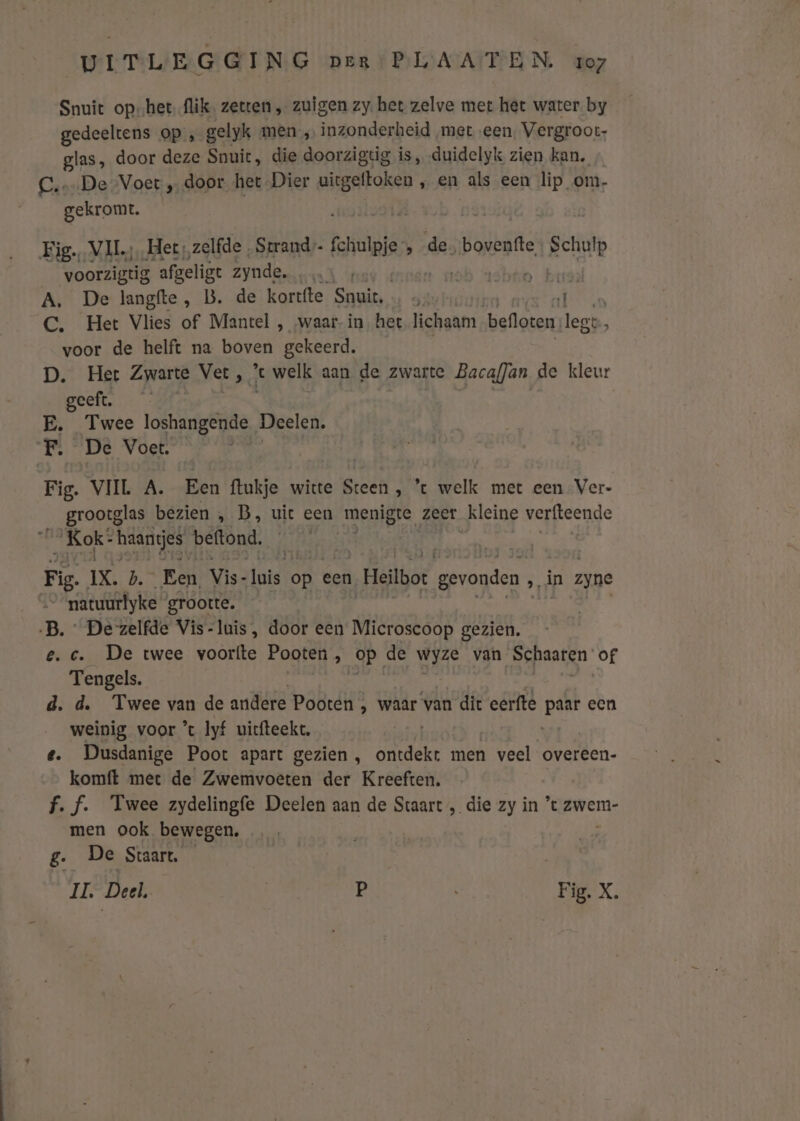 UITLEGGING DER PLAATEN. 107
Snuit op het ſlik zetten, zuigen zy het zelve met het water by
gedeeltens op, gelyk men, inzonderheid met een Vergroot-
glas, door deze Snuit, die doorzigtig is, duidelyk zien kan.
C. De Voet, door het Dier uitgeſtoken, en als een lip om-
gekromt.
Fig. VII. Het zelfde Strand-ſchulpje, de bovenſte Schulp
voorzigtig afgeligt zynde.
A. De langſte, B. de kortſte Snuit.
C. Het Vlies of Mantel, waar in het lichaam beſloten legt,
voor de helft na boven gekeerd.
D. Het Zwarte Vet, 't welk aan de zwarte Bacaſſan de kleur
geeft.
E. Twee loshangende Deelen.
F. De Voet.
Fig. VIII. A. Een ſtukje witte Steen, 't welk met een Ver-
grootglas bezien, B, uit een menigte zeer kleine verſteende
Kok-haantjes beſtond.
Fig. IX. b. Een Vis-luis op een Heilbot gevonden, in zyne
natuurlyke grootte.
B. De zelfde Vis-luis, door een Microscoop gezien.
c. c. De twee voorſte Pooten, op de wyze van Schaaren of
Tengels.
d. d. Twee van de andere Pooten, waar van dit eerſte paar een
weinig voor 't lyf uitſteekt.
e. Dusdanige Poot apart gezien, ontdekt men veel overeen-
komſt met de Zwemvoeten der Kreeften.
f. f. Twee zydelingſe Deelen aan de Staart, die zy in 't zwem-
men ook bewegen.
g. De Staart.
II. Deel. P Fig. X.